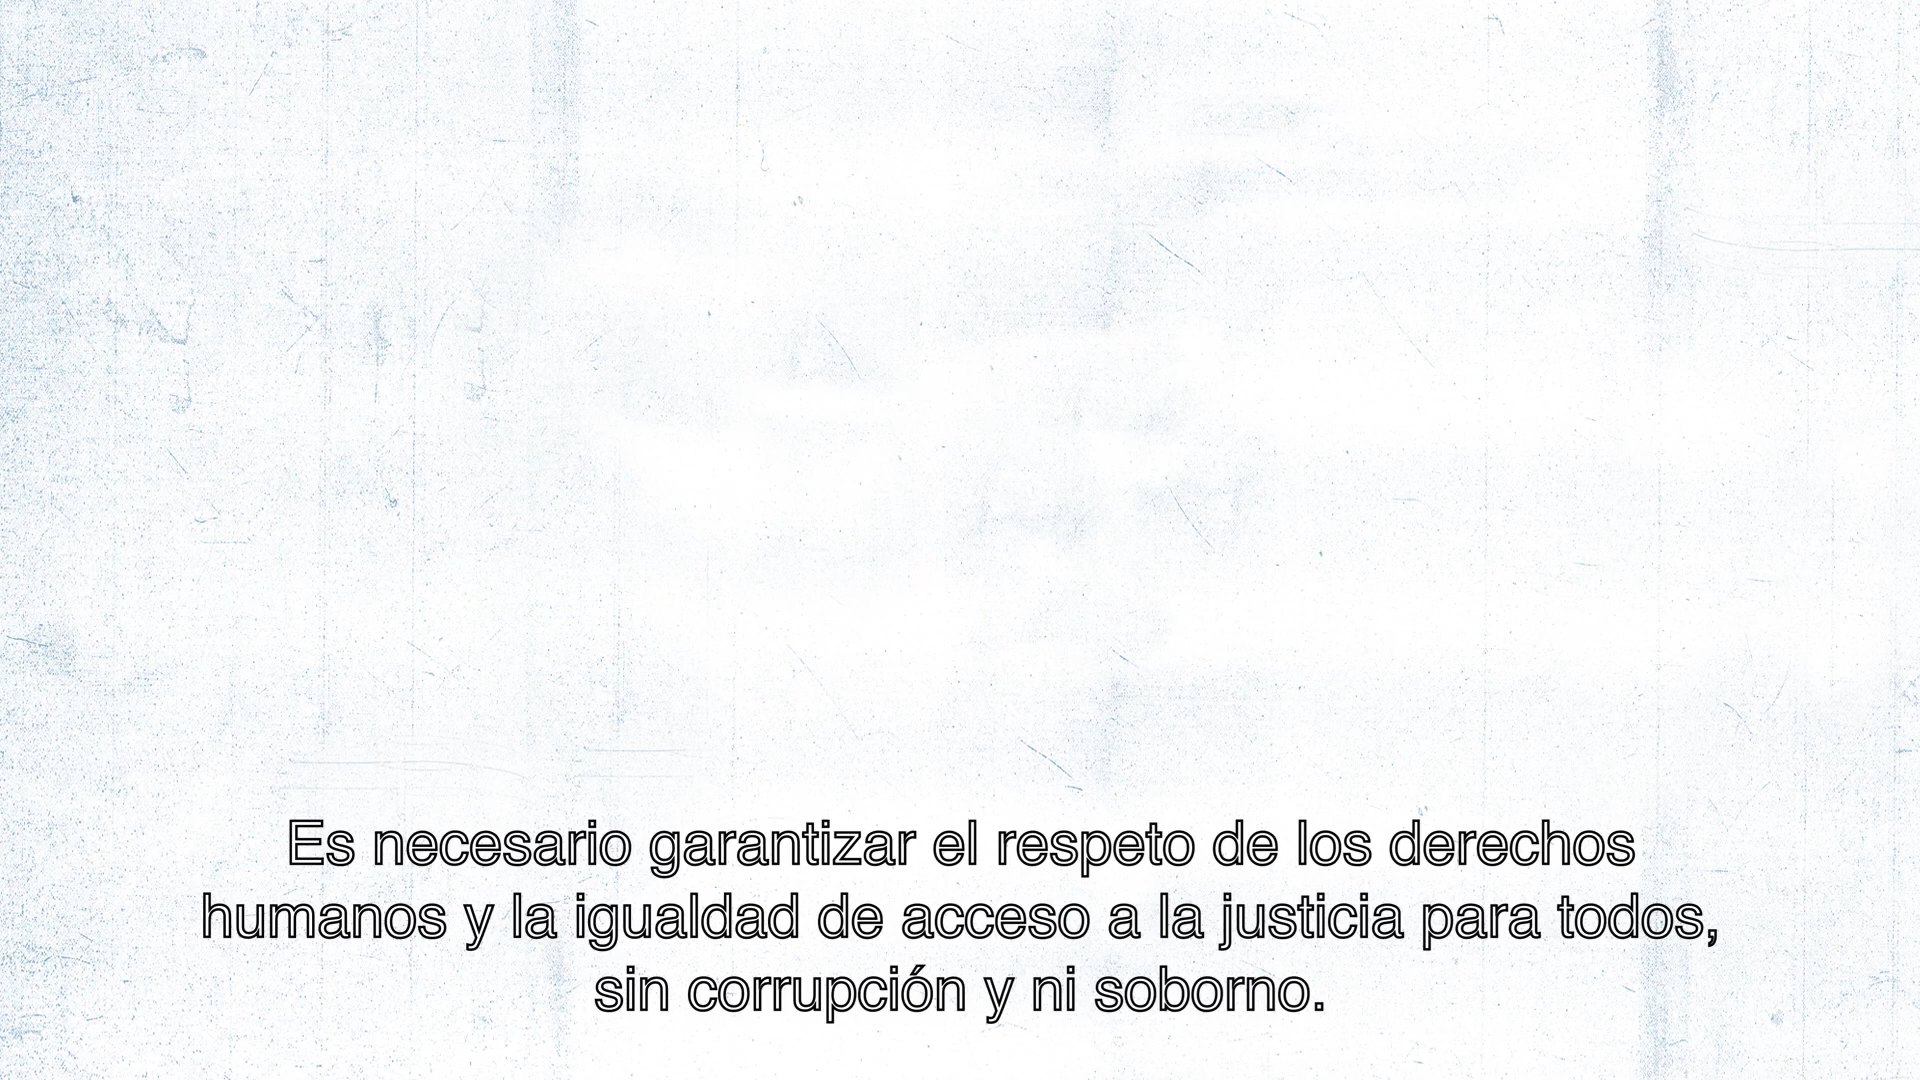 Es necesario garantizar el respeto de los derechos
humanos y la igualdad de acceso a la justicia para todos,
sin corrupción y ni soborno.